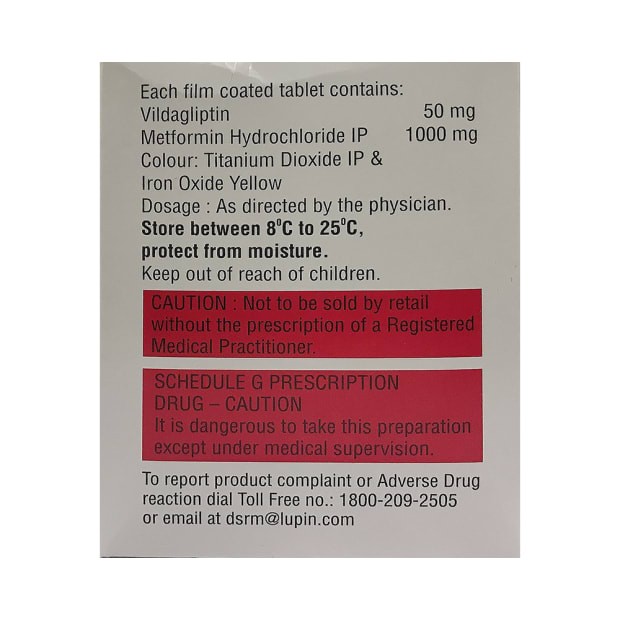 Each film coated tablet contains:
Vildagliptin 50 mg
Metformin Hydrochloride IP 1000 mg
Colour: Titanium Dioxide IP &
Iron Oxide Yellow
Dosage : As directed by the physician.
Store between 8⁰C to 25⁰C,
protect from moisture.
Keep out of reach of children.
CAUTION : Not to be sold by retail
without the prescription of a Registered
Medical Practitioner.
SCHEDULE G PRESCRIPTION
DRUG – CAUTION
It is dangerous to take this preparation
except under medical supervision.
To report product complaint or Adverse Drug
reaction dial Toll Free no.: 1800-209-2505
or email at dsrm@lupin.com